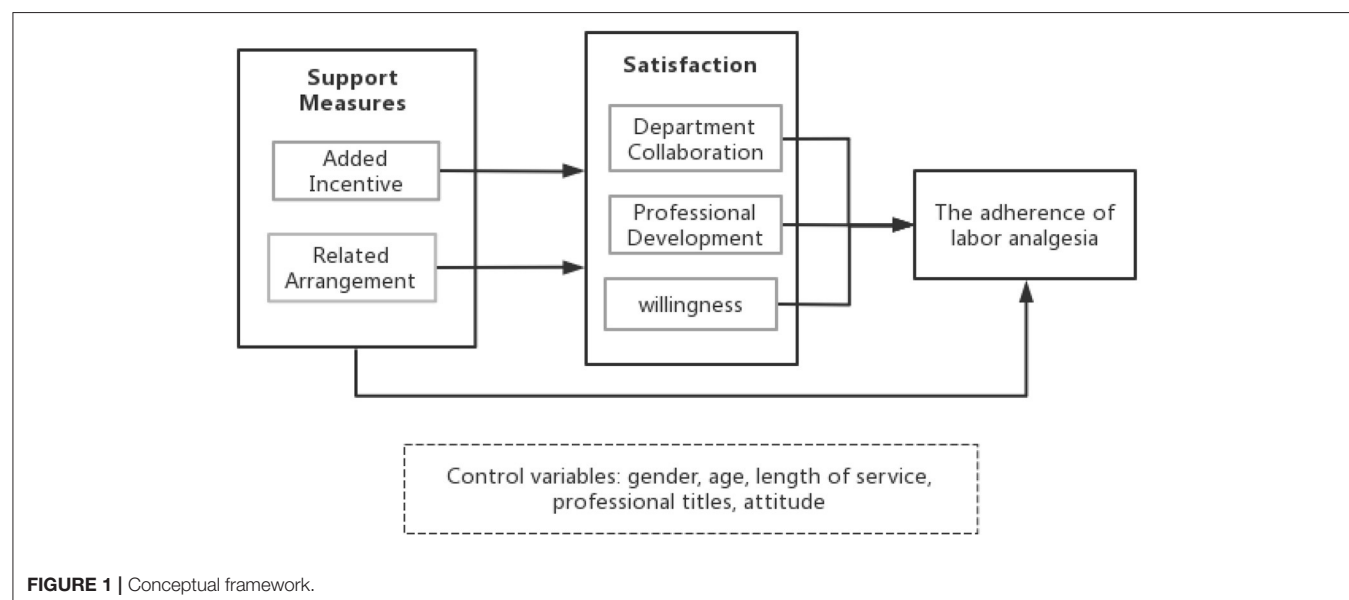 Support
Measures
Added
Incentive
Related
Arrangement
Satisfaction
Department
Collaboration
Professional
Development
willingness
The adherence of
labor analgesia
Control variables: gender, age, length of service,
professional titles, attitude
FIGURE 1 | Conceptual framework.